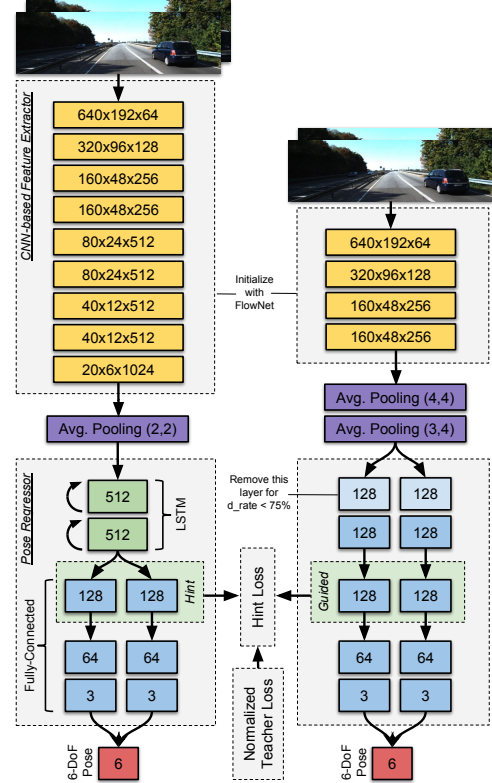 CNN-based Feature Extractor
640x192x64
320x96x128
160x48x256
160x48x256
80x24x512
80x24x512
40x12x512
40x12x512
20x6x1024
Avg. Pooling (2,2)
Pose Regressor
512
512
LSTM
Hint
128
128
Fully-Connected
64
64
3
3
6-DoF
Pose
6
Initialize
with
FlowNet
640x192x64
320x96x128
160x48x256
160x48x256
Avg. Pooling (4,4)
Avg. Pooling (3,4)
Remove this
layer for
d_rate < 75%
128
128
128
128
Guided
128
128
64
64
3
3
6-DoF
Pose
6
Hint Loss
Normalized
Teacher Loss